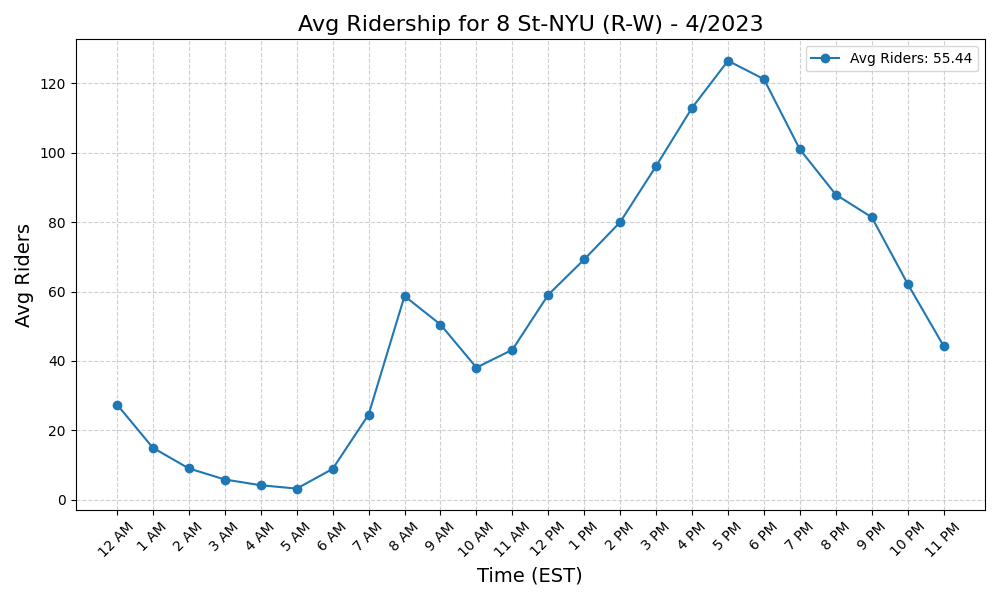 Avg Ridership for 8 St-NYU (R-W) - 4/2023
Avg Riders: 55.44
120
100
80
60
40
20
0
Avg Riders
12 AM
1 AM
2 AM
3 AM
4 AM
5 AM
6 AM
7 AM
8 AM
9 AM
10 AM
11 AM
12 PM
1 PM
2 PM
3 PM
4 PM
5 PM
6 PM
7 PM
8 PM
9 PM
10 PM
11 PM
Time (EST)